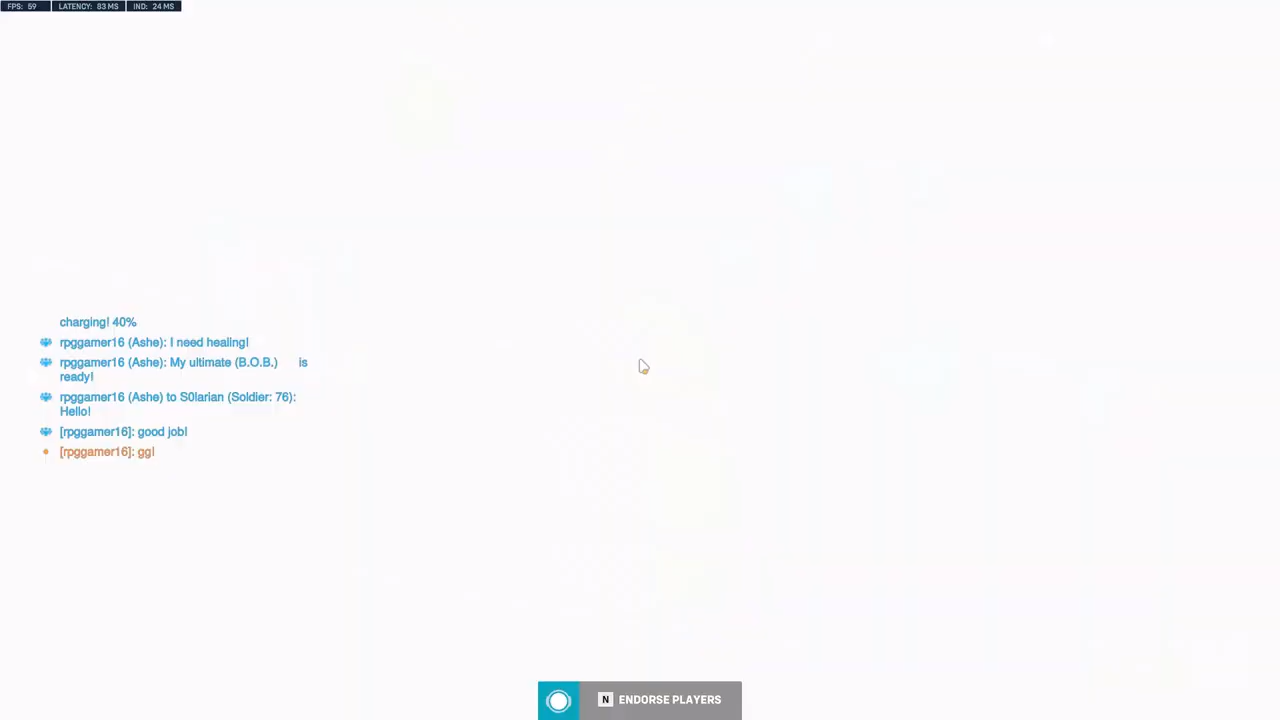 FPS: 59 LATENCY: 83 MS IND: 24 MS
charging! 40%
rpggamer16 (Ashe): I need healing!
rpggamer16 (Ashe): My ultimate (B.O.B.) is
ready!
rpggamer16 (Ashe) to S0larian (Soldier: 76):
Hello!
[rpggamer16]: good job!
[rpggamer16]: gg!
N ENDORSE PLAYERS